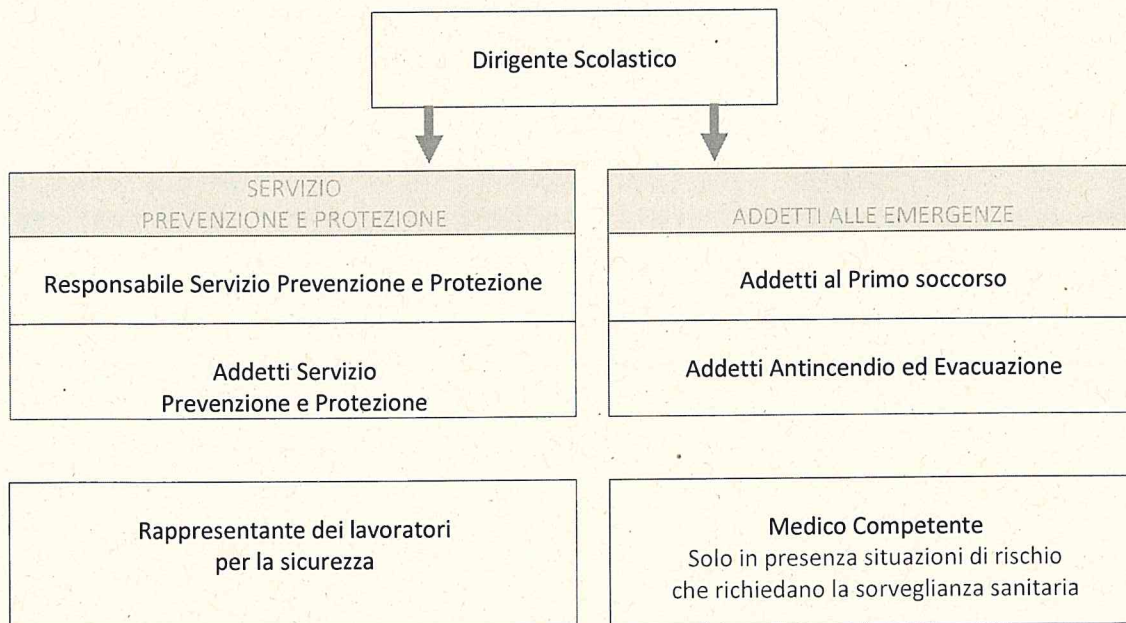 Dirigente Scolastico
SERVIZIO
PREVENZIONE E PROTEZIONE
Responsabile Servizio Prevenzione e Protezione
Addetti Servizio
Prevenzione e Protezione
ADDETTI ALLE EMERGENZE
Addetti al Primo soccorso
Addetti Antincendio ed Evacuazione
Rappresentante dei lavoratori
per la sicurezza
Medico Competente
Solo in presenza situazioni di rischio
che richiedano la sorveglianza sanitaria